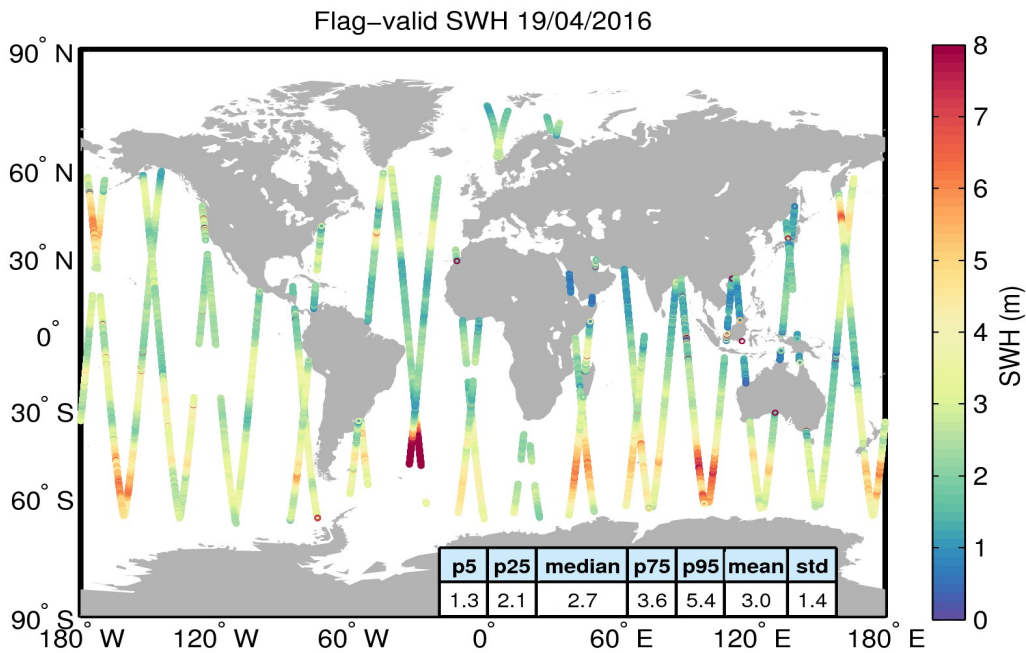 Flag−valid SWH 19/04/2016
90° N
60° N
30° N
0°
30° S
60° S
90° S
180° W
120° W
60° W
0°
60° E
120° E
180° E
p5 p25 median p75 p95 mean std
1.3 2.1 2.7 3.6 5.4 3.0 1.4
8
7
6
5
4
3
2
1
0
SWH (m)